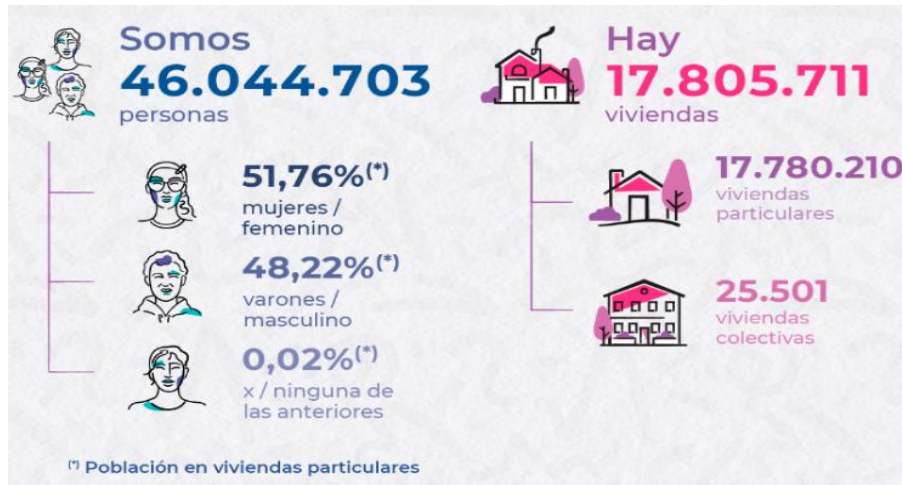 Somos
46.044.703
personas
51,76%(*)
mujeres /
femenino
48,22%(*)
varones /
masculino
0,02%(*)
x / ninguna de
las anteriores
Hay
17.805.711
viviendas
17.780.210
viviendas
particulares
25.501
viviendas
colectivas
(*) Población en viviendas particulares